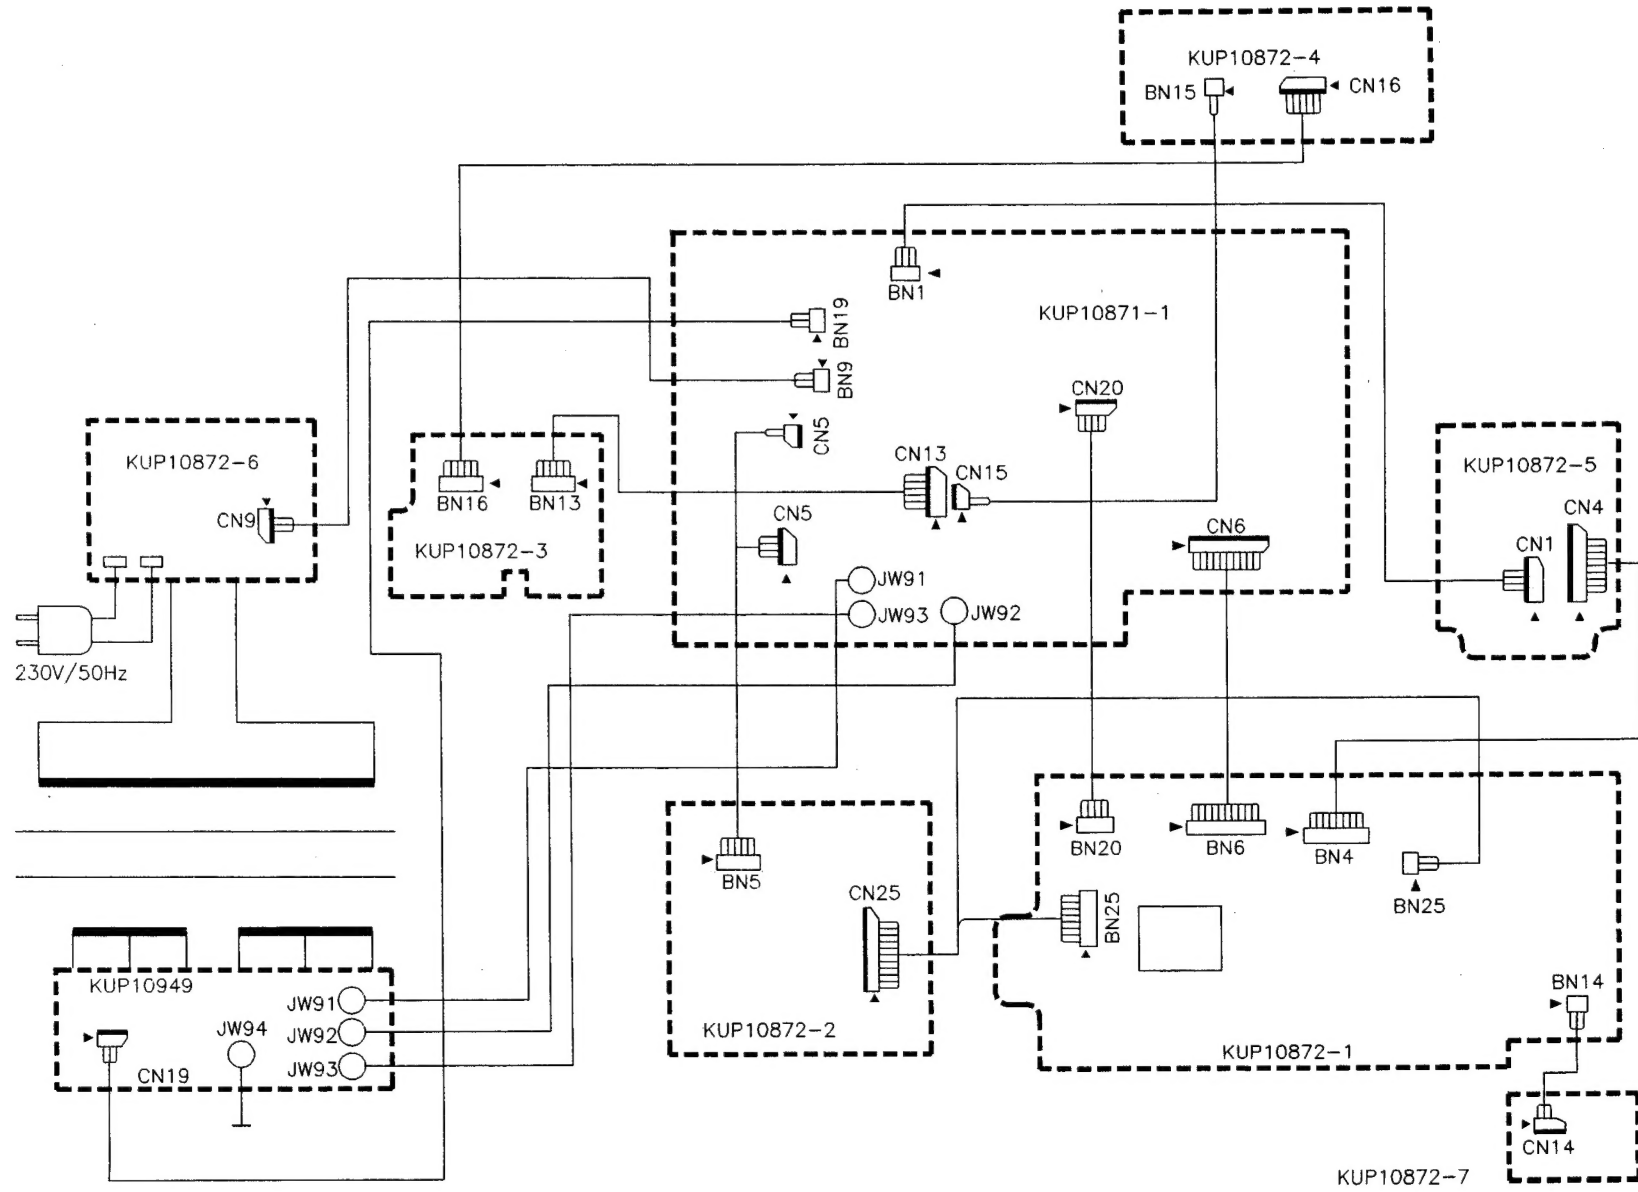 KUP10872-4
BN15
CN16
BN1
KUP10871-1
BN19
BN9
CN20
CN5
KUP10872-6
CN13
CN15
KUP10872-5
CN9
BN16
BN13
CN5
CN6
CN4
CN1
KUP10872-3
JW91
JW93
JW92
230V/50Hz
BN20
BN6
BN4
BN5
CN25
BN25
BN25
KUP10949
JW91
JW94
JW92
JW93
CN19
KUP10872-2
BN14
KUP10872-1
CN14
KUP10872-7